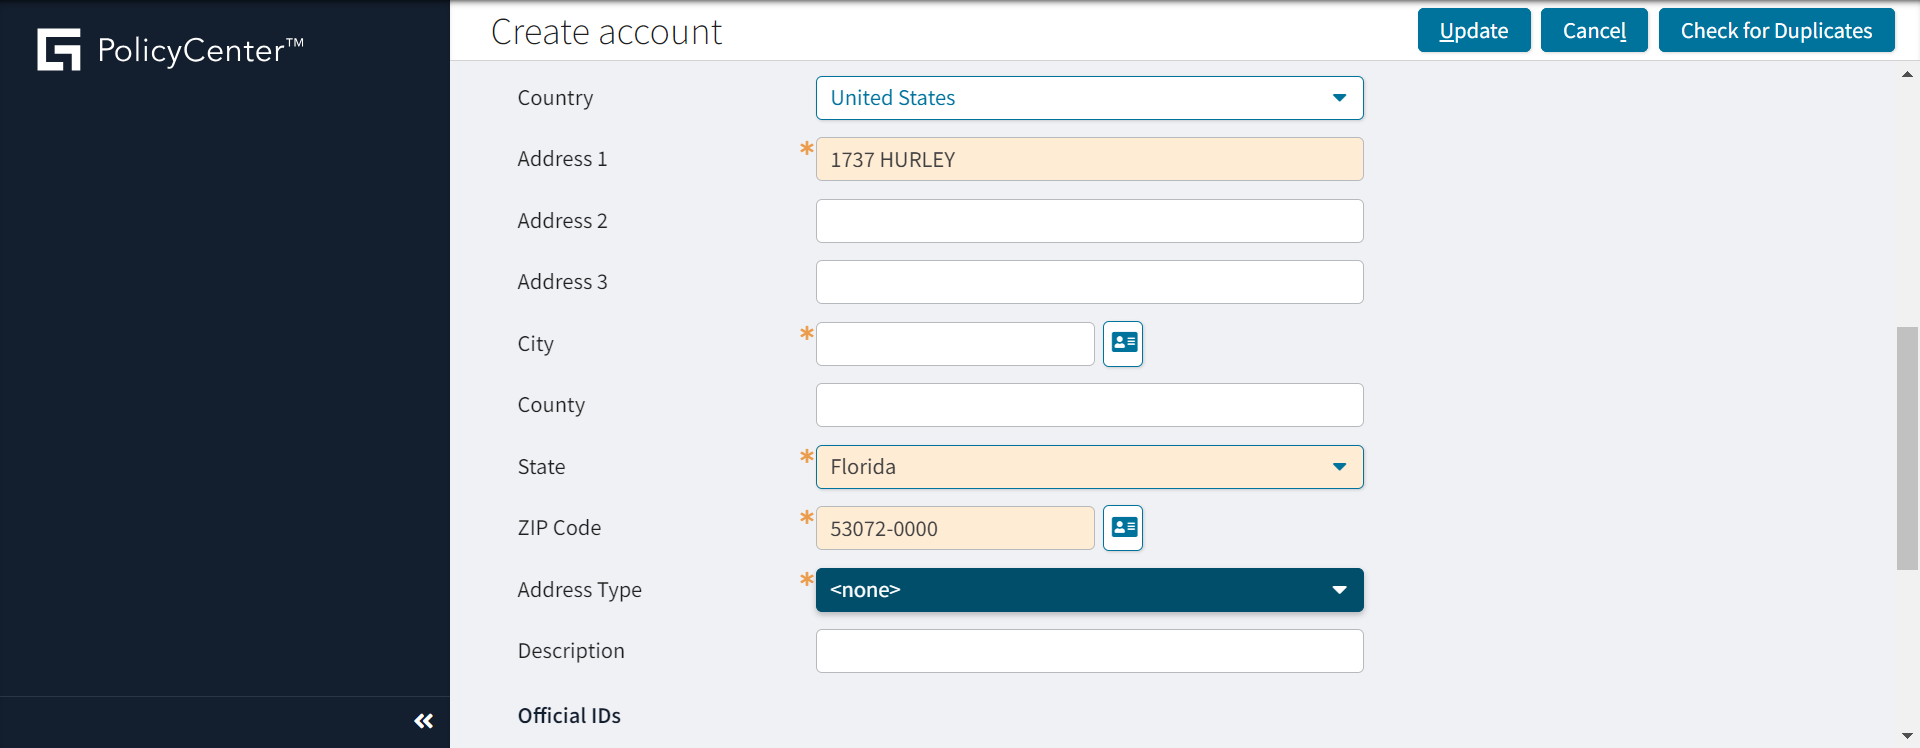 PolicyCenter™
Create account
Update
Cancel
Check for Duplicates
Country
United States
Address 1
* 1737 HURLEY
Address 2
Address 3
City
*
County
State
* Florida
ZIP Code
* 53072-0000
Address Type
* <none>
Description
Official IDs